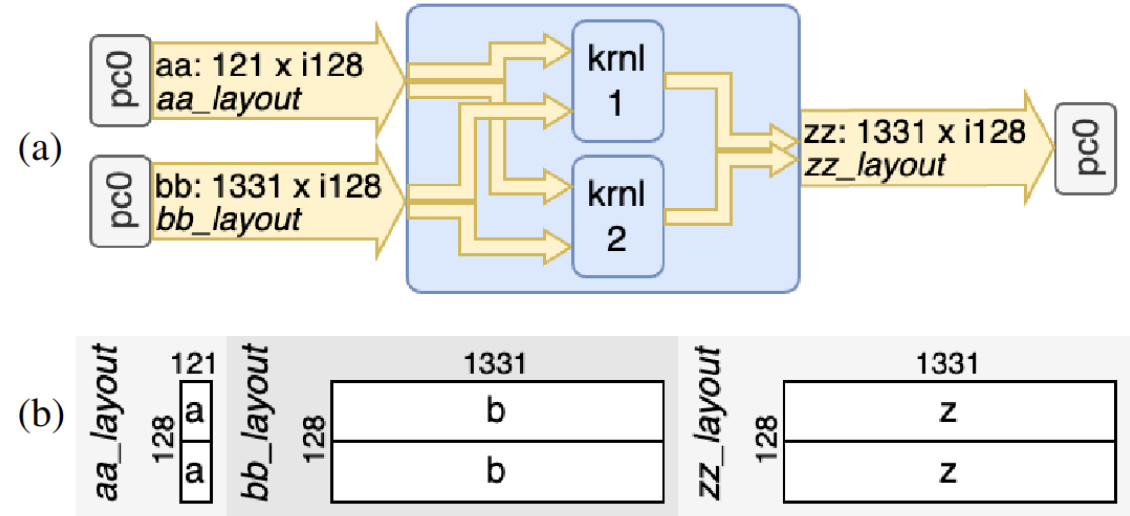 (a)
pc0
aa: 121 x i128
aa_layout
pc0
bb: 1331 x i128
bb_layout
krnl
1
krnl
2
zz: 1331 x i128
zz_layout
pc0
(b)
aa_layout
121
128
a
a
bb_layout
1331
128
b
b
zz_layout
1331
128
z
z